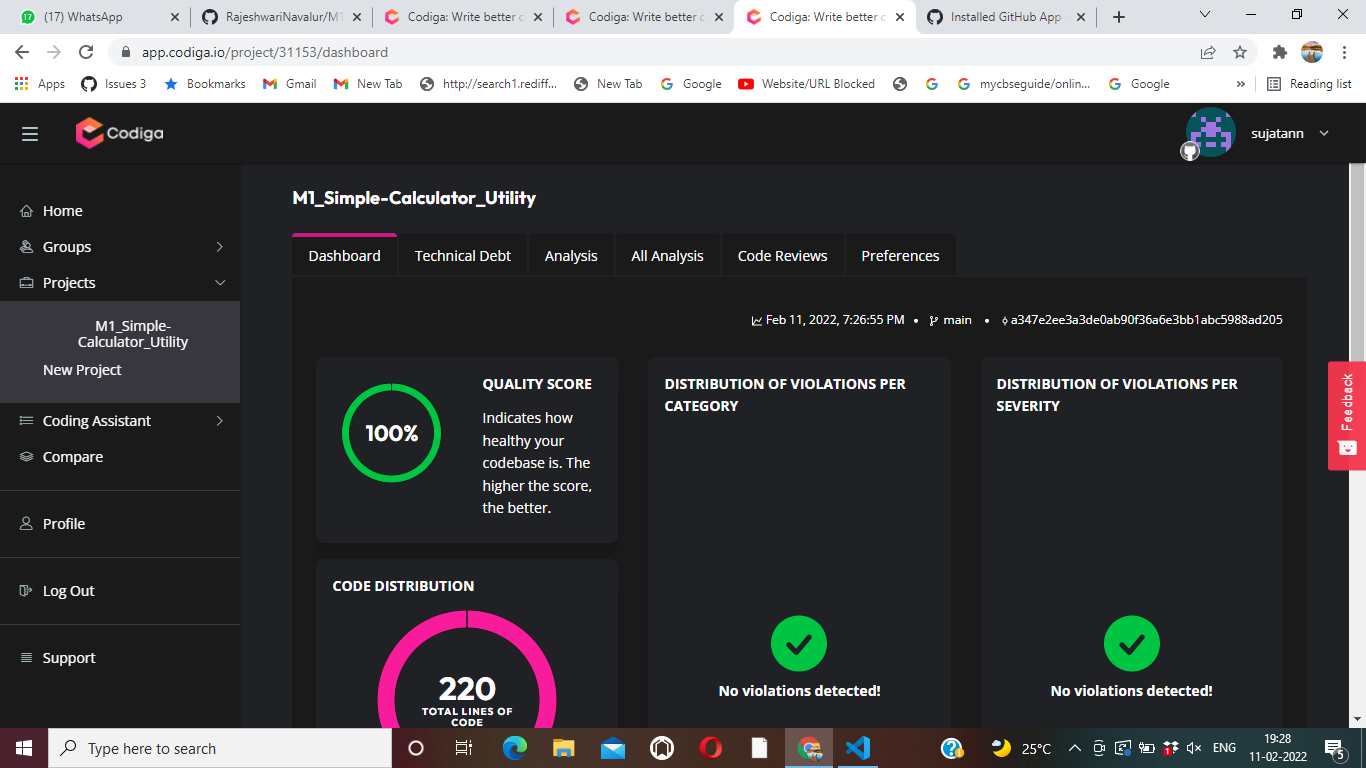 (17) WhatsApp
RajeshwariNavalur/M1
Codiga: Write better c
Codiga: Write better c
Codiga: Write better c
Installed GitHub App
app.codiga.io/project/31153/dashboard
Apps
Issues 3
Bookmarks
Gmail
New Tab
http://search1.rediff...
New Tab
Google
Website/URL Blocked
mycbseguide/onlin...
Google
»
Reading list
Codiga
sujatann
Home
Groups
Projects
M1_Simple-
Calculator_Utility
New Project
Coding Assistant
Compare
Profile
Log Out
Support
M1_Simple-Calculator_Utility
Dashboard
Technical Debt
Analysis
All Analysis
Code Reviews
Preferences
Feb 11, 2022, 7:26:55 PM • main • a347e2ee3a3de0ab90f36a6e3bb1abc5988ad205
100%
QUALITY SCORE
Indicates how
healthy your
codebase is. The
higher the score,
the better.
CODE DISTRIBUTION
220
TOTAL LINES OF
CODE
DISTRIBUTION OF VIOLATIONS PER
CATEGORY
No violations detected!
DISTRIBUTION OF VIOLATIONS PER
SEVERITY
No violations detected!
Feedback
Type here to search
25°C
ENG
19:28
11-02-2022
5